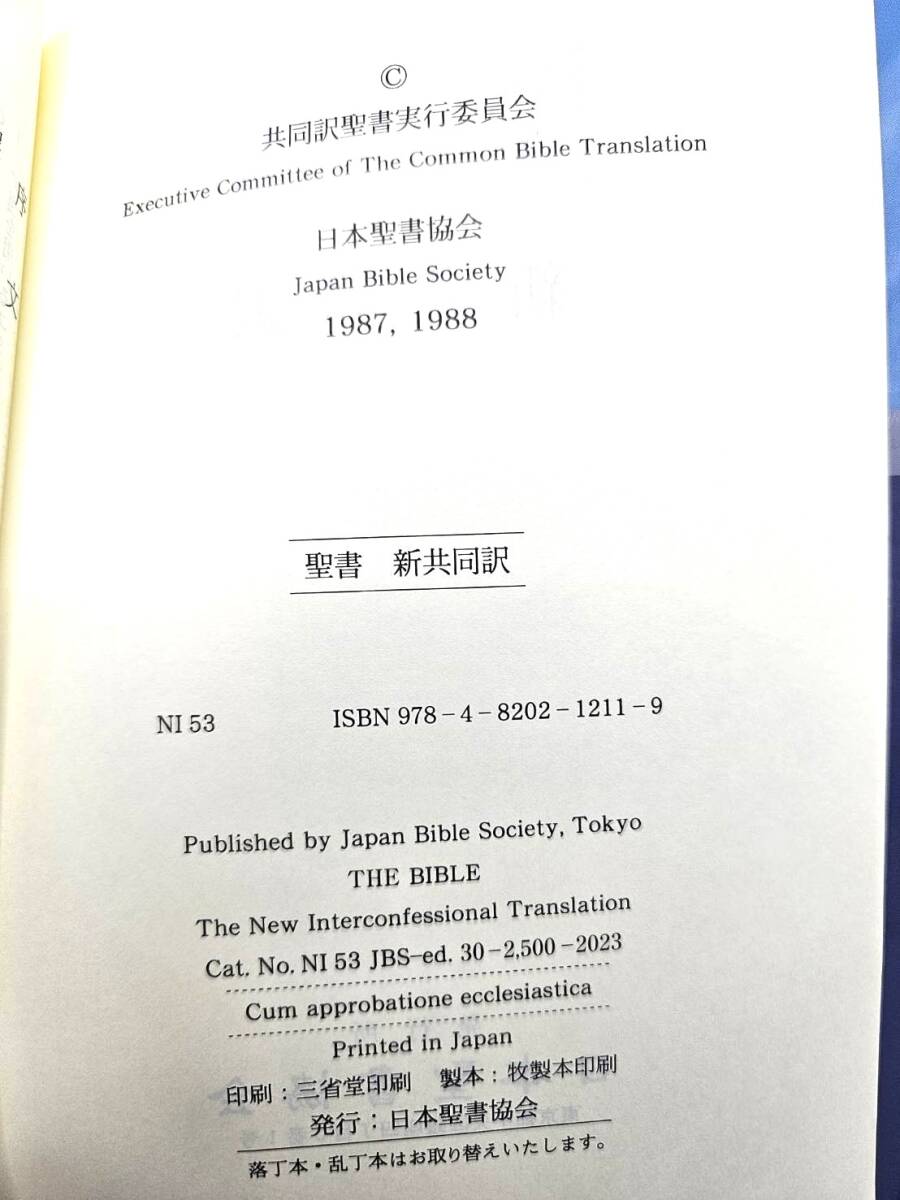 ©
共同訳聖書実行委員会
Executive Committee of The Common Bible Translation
日本聖書協会
Japan Bible Society
1987, 1988
聖書 新共同訳
NI 53 ISBN 978-4-8202-1211-9
Published by Japan Bible Society, Tokyo
THE BIBLE
The New Interconfessional Translation
Cat. No. NI 53 JBS-ed. 30-2,500-2023
Cum approbatione ecclesiastica
Printed in Japan
印刷：三省堂印刷 製本：牧製本印刷
発行：日本聖書協会
落丁本・乱丁本はお取り替えいたします。